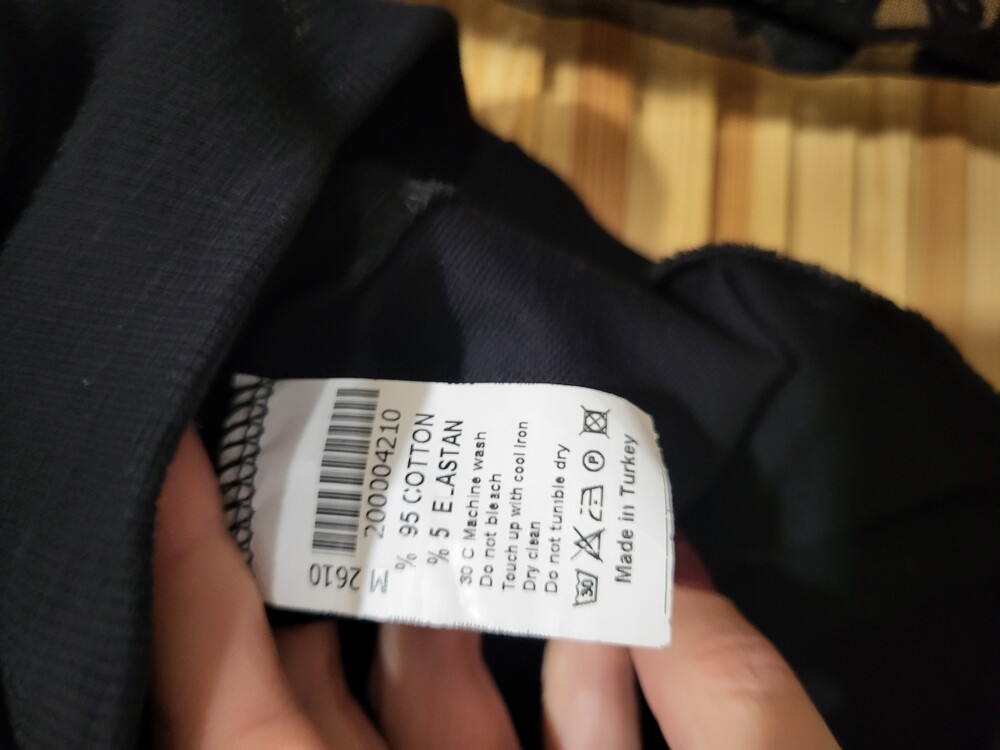 2610
M
200004210
% 95 COTTON
% 5 ELASTAN
30 C Machine wash
Do not bleach
Touch up with cool Iron
Dry clean
Do not tumble dry
30
P
Made in Turkey